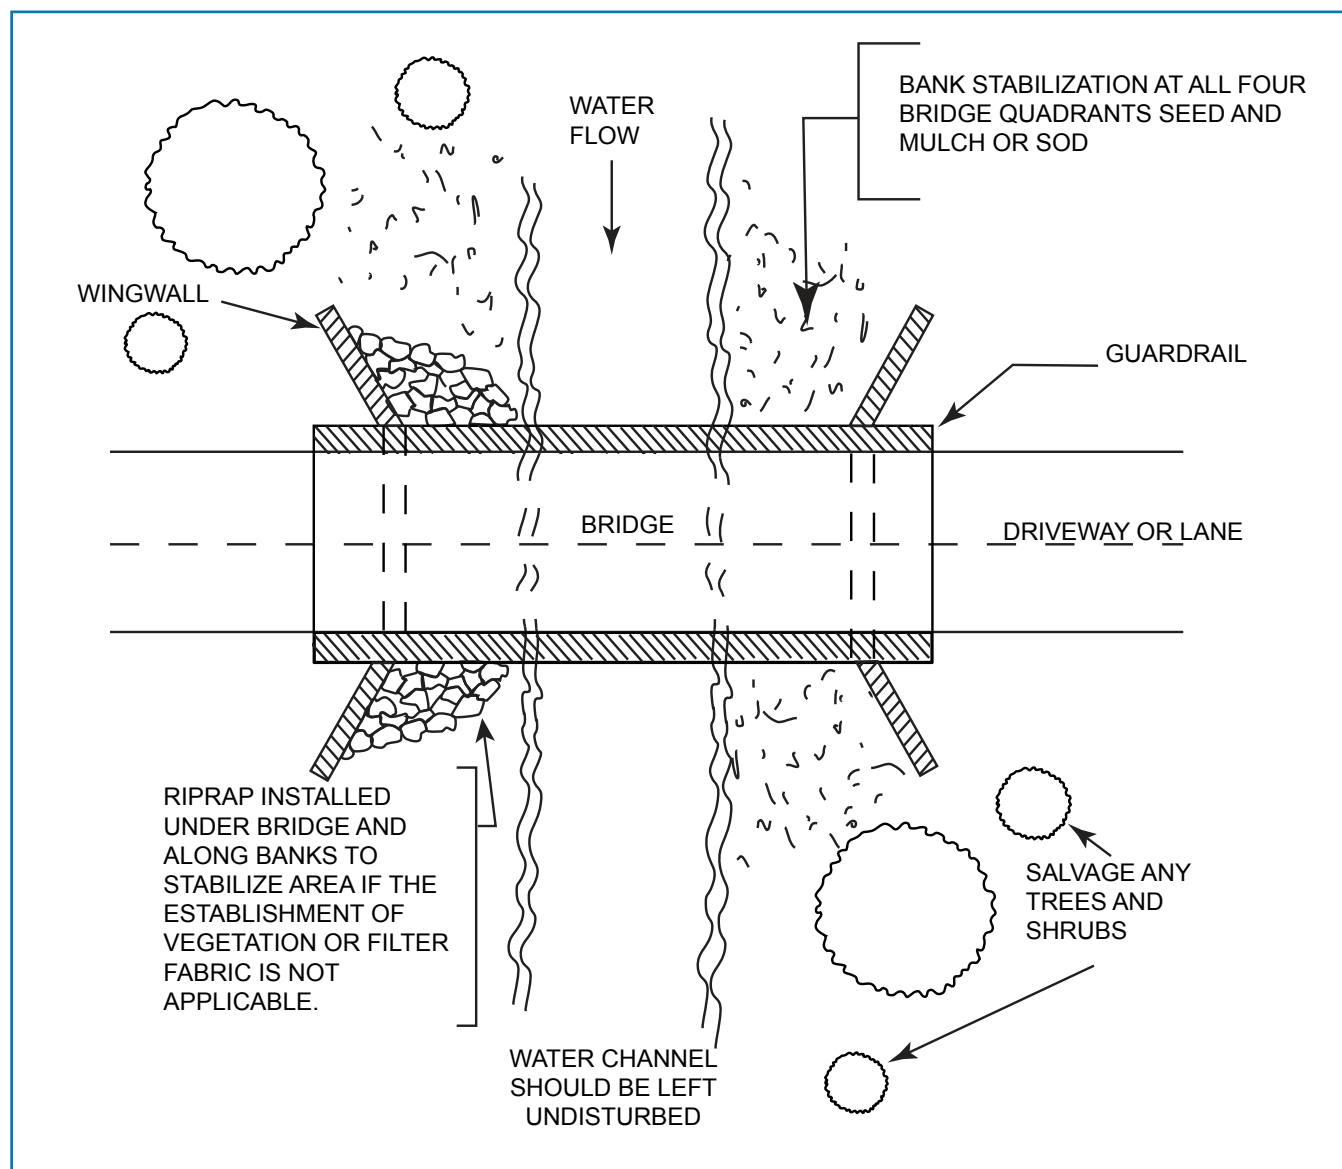 WATER
FLOW
BANK STABILIZATION AT ALL FOUR
BRIDGE QUADRANTS SEED AND
MULCH OR SOD
WINGWALL
GUARDRAIL
BRIDGE
DRIVEWAY OR LANE
RIPRAP INSTALLED
UNDER BRIDGE AND
ALONG BANKS TO
STABILIZE AREA IF THE
ESTABLISHMENT OF
VEGETATION OR FILTER
FABRIC IS NOT
APPLICABLE.
SALVAGE ANY
TREES AND
SHRUBS
WATER CHANNEL
SHOULD BE LEFT
UNDISTURBED